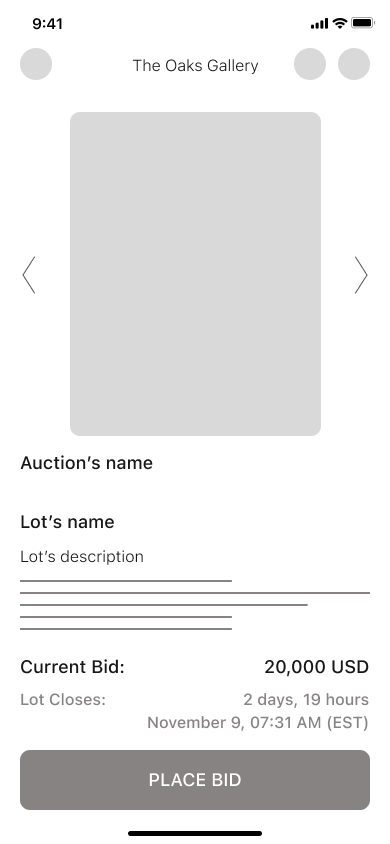 9:41
The Oaks Gallery
Auction’s name
Lot’s name
Lot’s description
Current Bid: 20,000 USD
Lot Closes: 2 days, 19 hours
November 9, 07:31 AM (EST)
PLACE BID